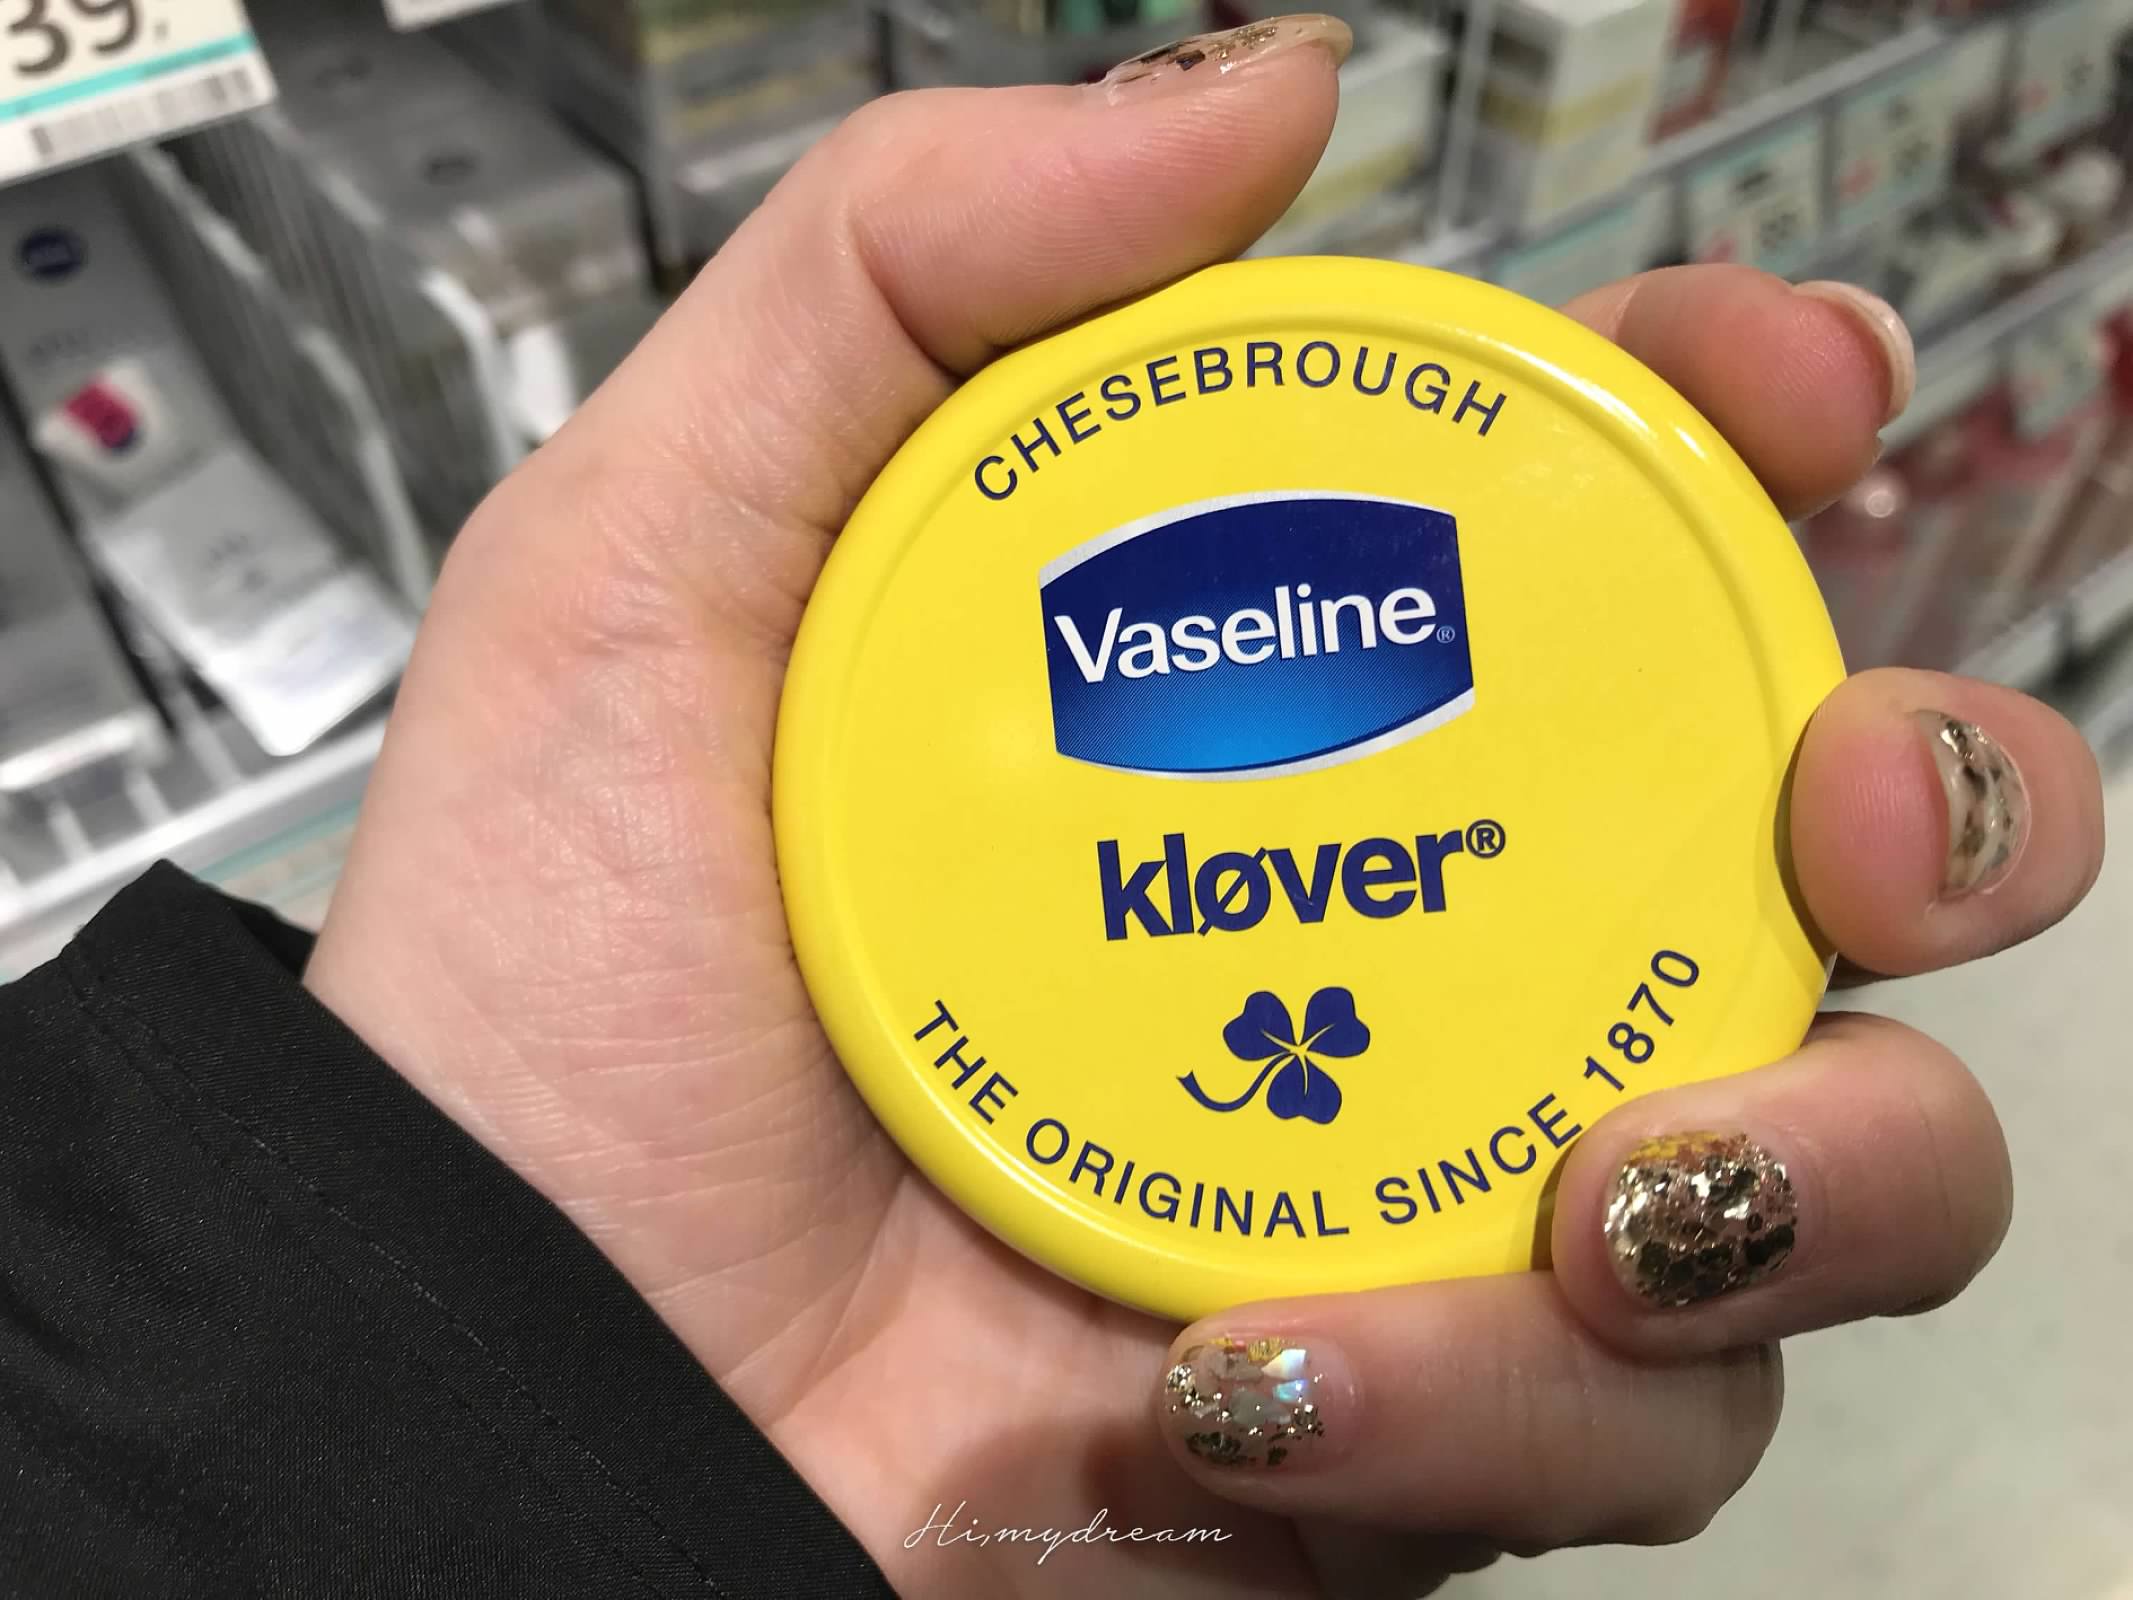 39,
CHESEBROUGH
Vaseline®
kløver®
THE ORIGINAL SINCE 1870
Hi,mydream